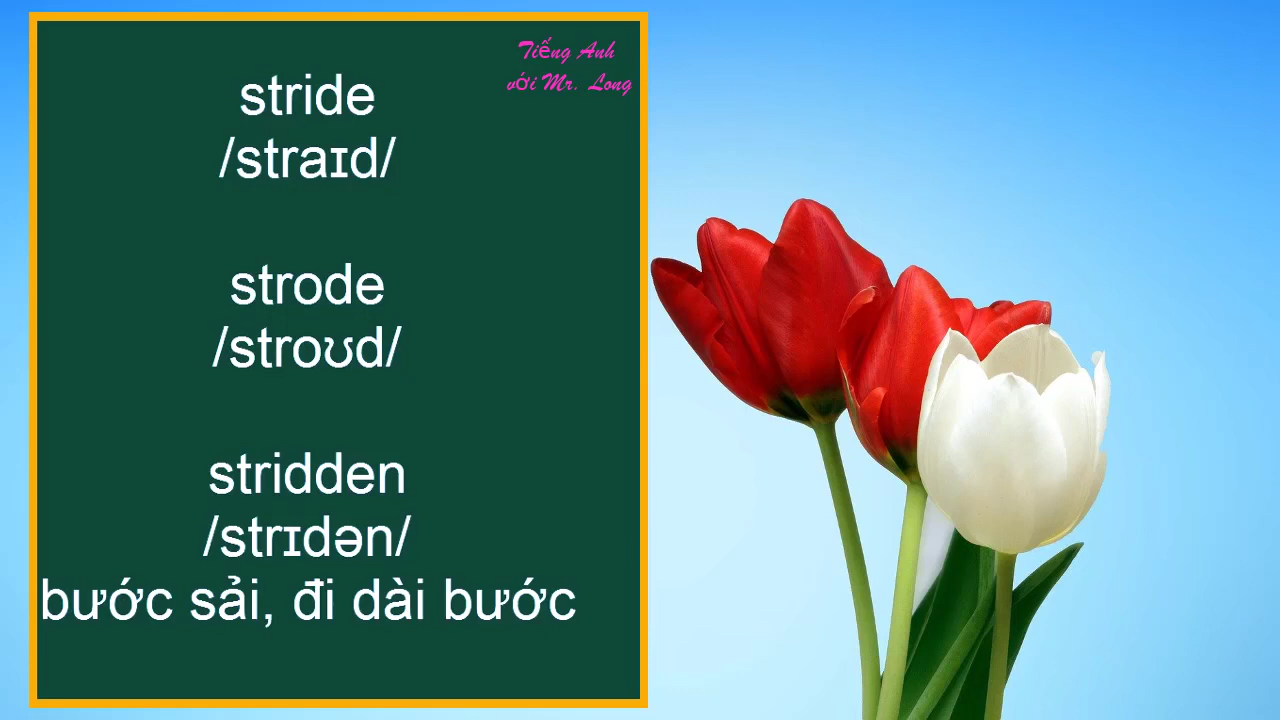 Tiếng Anh
với Mr. Long
stride
/straɪd/
strode
/stroʊd/
stridden
/strɪdən/
bước sải, đi dài bước